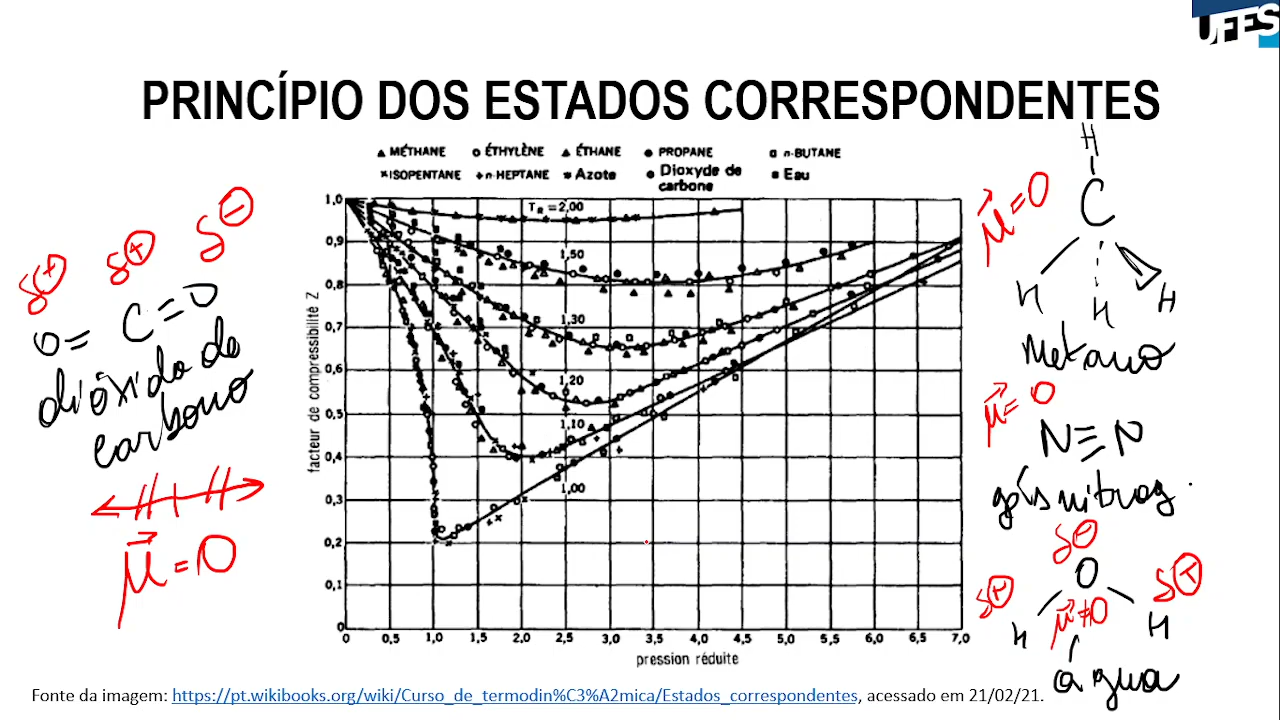 UFES
PRINCÍPIO DOS ESTADOS CORRESPONDENTES
▲ MÉTHANE ○ ÉTHYLÈNE ▲ ÉTHANE ● PROPANE □ n-BUTANE
× ISOPENTANE + n-HEPTANE * Azote ● Dioxyde de carbone ■ Eau
facteur de compressibilité Z
1,0
0,9
0,8
0,7
0,6
0,5
0,4
0,3
0,2
0,1
0
T_R = 2,00
1,50
1,30
1,20
1,10
1,00
0 0,5 1,0 1,5 2.0 2,5 3,0 3,5 4,0 4,5 5,0 5,5 6,0 6,5 7,0
pression réduite
δ⊕ δ⊕ δ⊖
O = C = O
dióxido de
carbono
μ⃗ = 0
H
μ⃗ = 0
C
H H H
metano
μ⃗ = 0
N ≡ N
gás nitrog.
δ⊖
δ⊕ O δ⊕
H μ⃗ ≠ 0 H
água
Fonte da imagem: https://pt.wikibooks.org/wiki/Curso_de_termodin%C3%A2mica/Estados_correspondentes, acessado em 21/02/21.